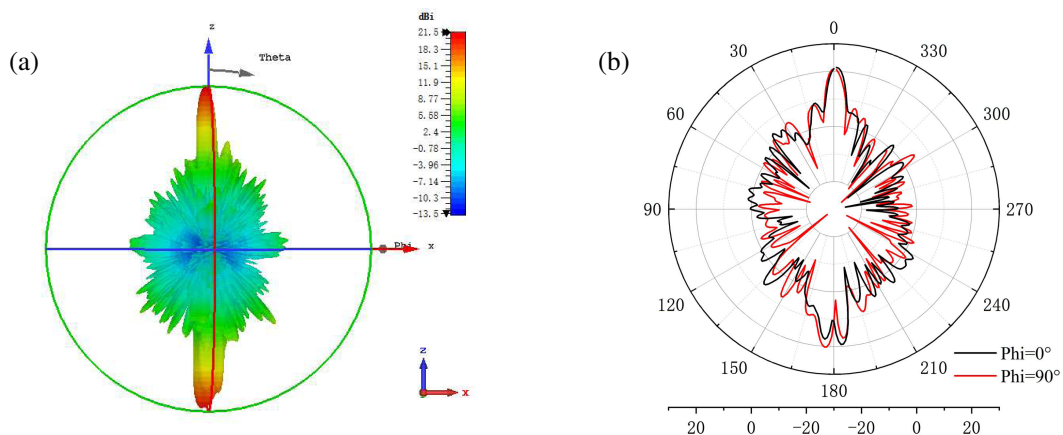 (a)
z
Theta
dBi
21.5
18.3
15.1
11.9
8.77
5.58
2.4
-0.78
-3.96
-7.14
-10.3
-13.5
Phi
x
z
x
(b)
0
30
330
60
300
90
270
120
240
150
210
180
Phi=0°
Phi=90°
20 0 -20 -20 0 20